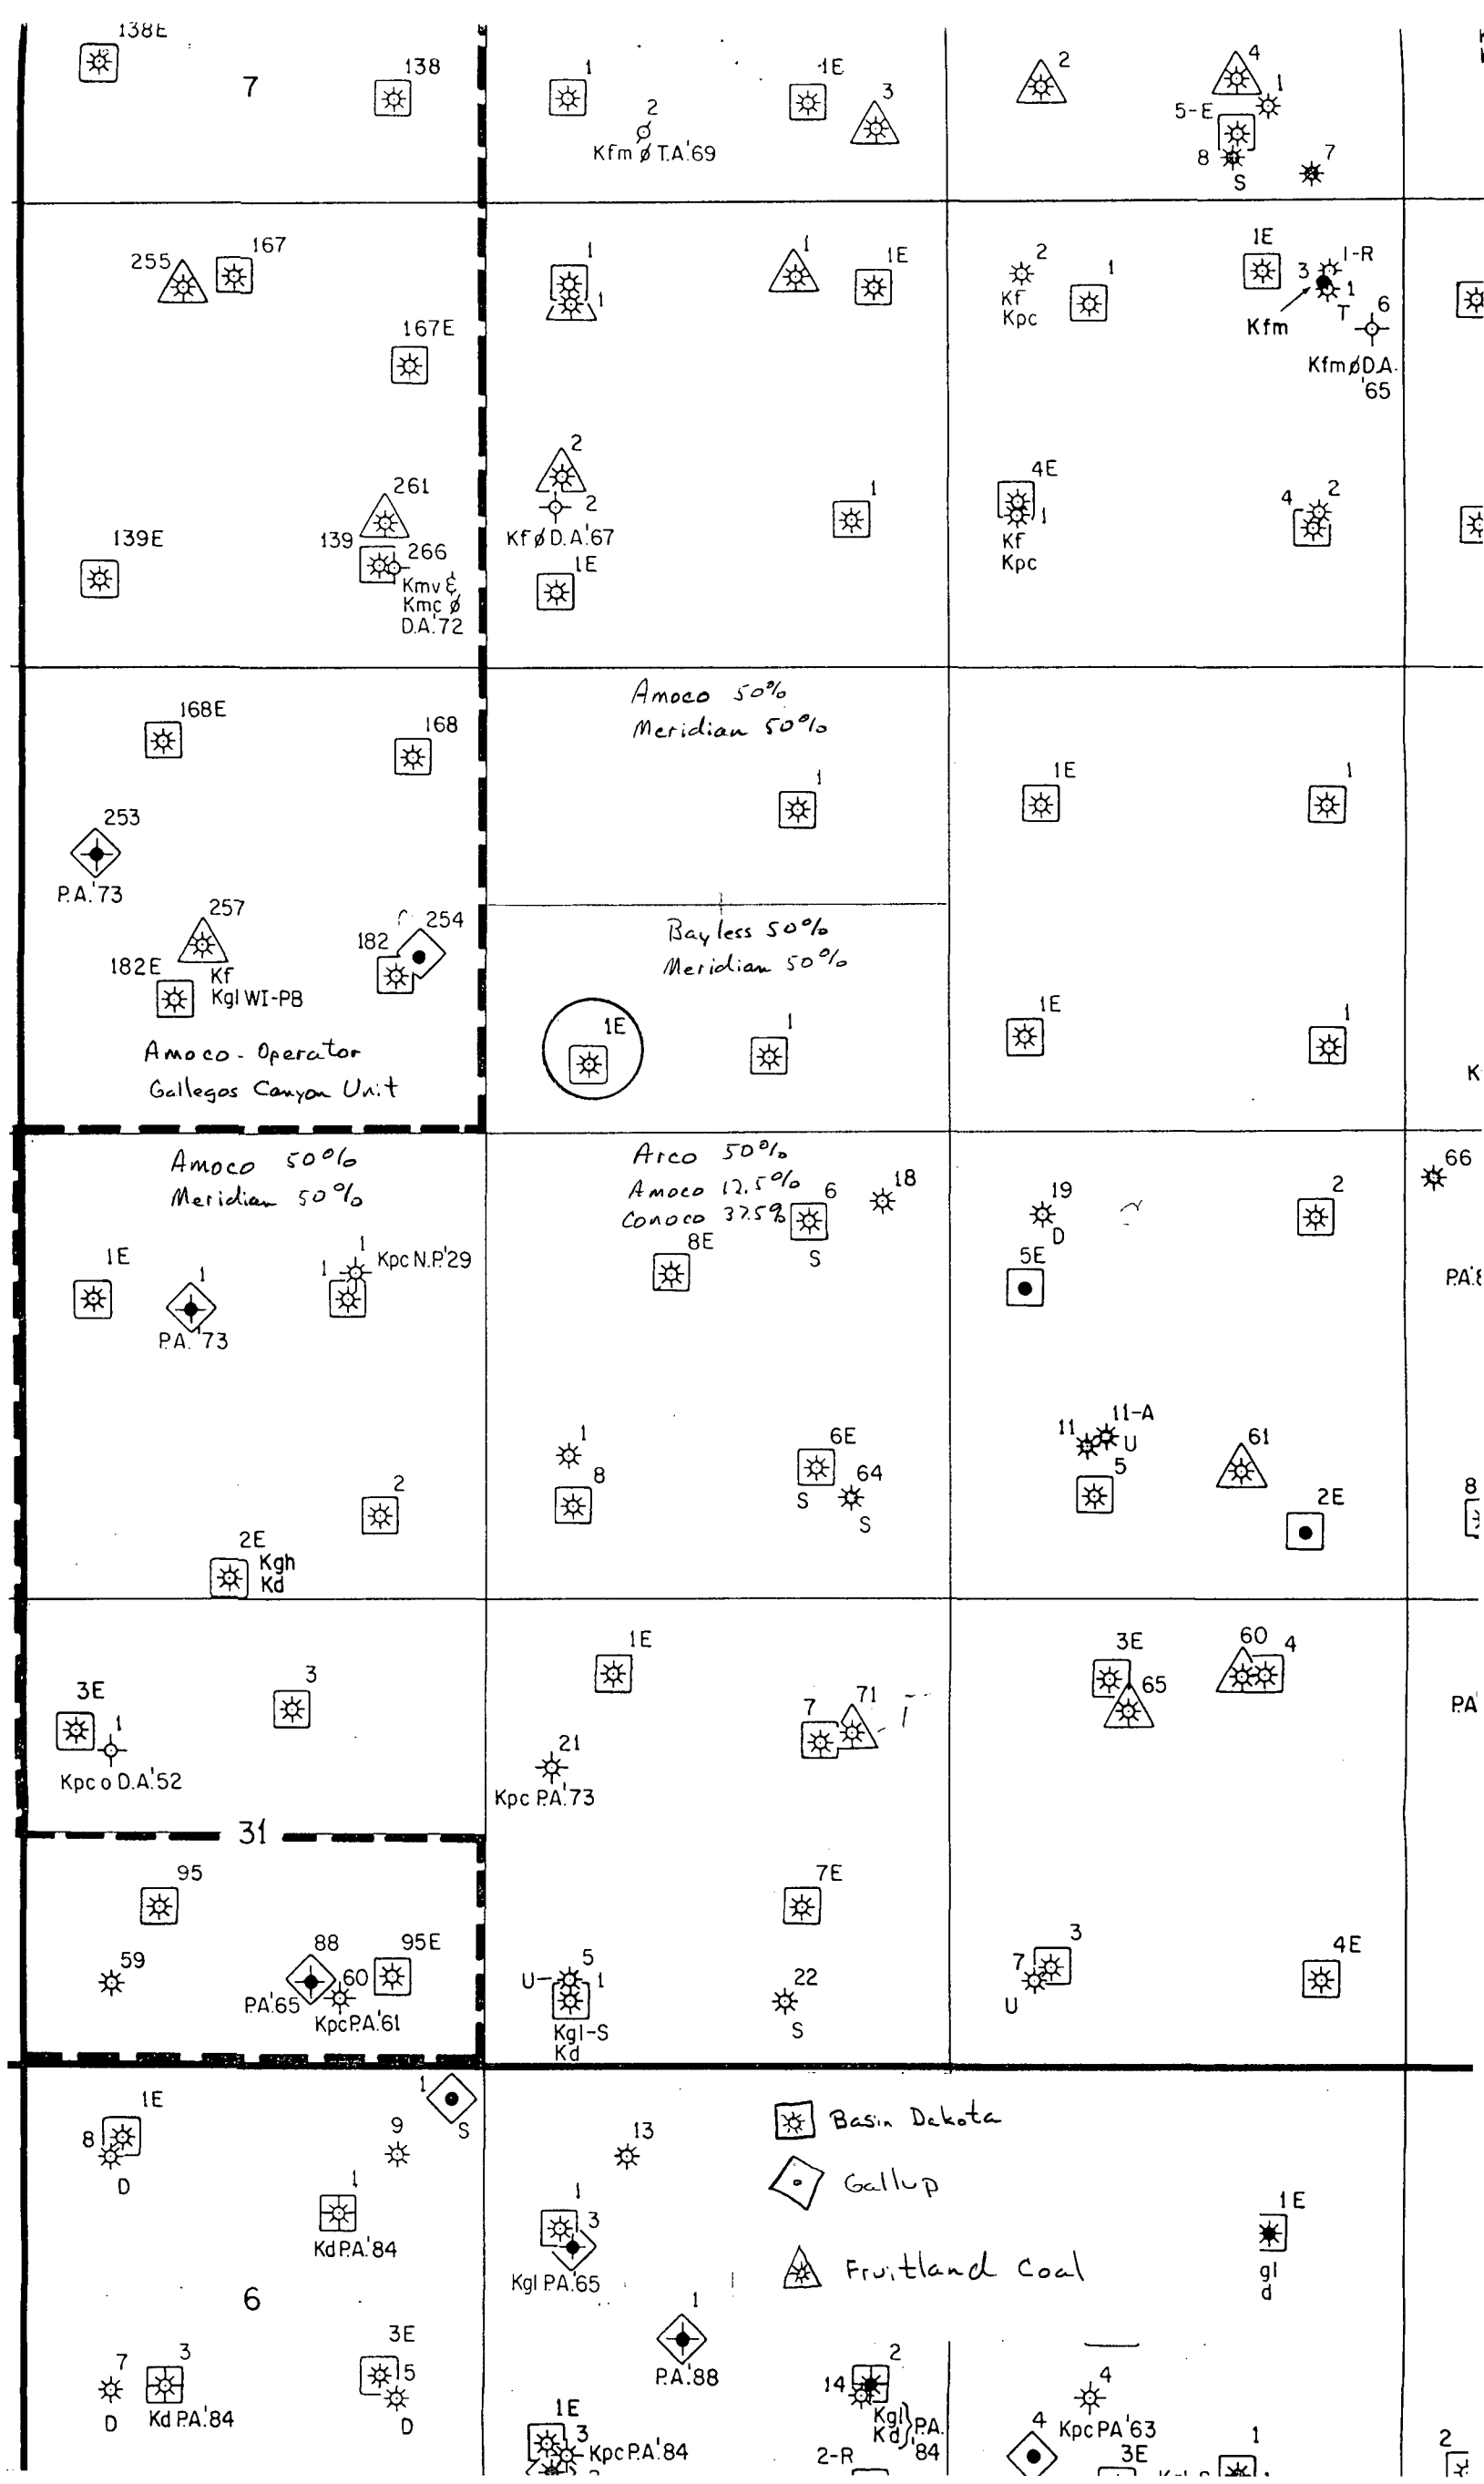 138E
7
138
1
2
Kfm ø T.A.'69
1E
3
2
4
1
5-E
8
S
7
255
167
167E
1
1
1
1E
2
Kf
Kpc
1
1E
3
1-R
1
T
Kfm
6
Kfm ø D.A.
'65
139E
261
139
266
Kmv &
Kmc ø
D.A.'72
2
2
Kf ø D.A.'67
1E
1
4E
1
Kf
Kpc
4
2
168E
168
253
P.A.'73
257
Kf
Kgl WI-PB
182E
182
254
Amoco - Operator
Gallegos Canyon Unit
Amoco 50%
Meridian 50%
1
Bayless 50%
Meridian 50%
1E
1
1E
1
1E
1
K
Amoco 50%
Meridian 50%
1E
1
P.A.'73
1
1
Kpc N.P.'29
2
2E
Kgh
Kd
Arco 50%
Amoco 12.5%
Conoco 37.5%
6
S
18
8E
1
8
6E
S
64
S
19
D
5E
2
66
P.A.'8
11
11-A
U
5
61
2E
8
3E
1
Kpc o D.A.'52
3
31
95
59
88
P.A.'65
60
Kpc P.A.'61
95E
1E
7
71
21
Kpc P.A.'73
7E
U-
5
1
Kgl-S
Kd
22
S
3E
65
60
4
PA'
3
7
U
4E
1E
8
D
9
1
S
1
Kd P.A.'84
6
7
D
3
Kd P.A.'84
3E
5
D
13
1
3
Kgl P.A.'65
1
P.A.'88
1E
3
Kpc P.A.'84
2
14
Kgl
Kd } P.A.
'84
2-R
Basin Dakota
Gallup
Fruitland Coal
1E
gl
d
4
Kpc PA'63
4
3E
1
Kgl-S
1
2